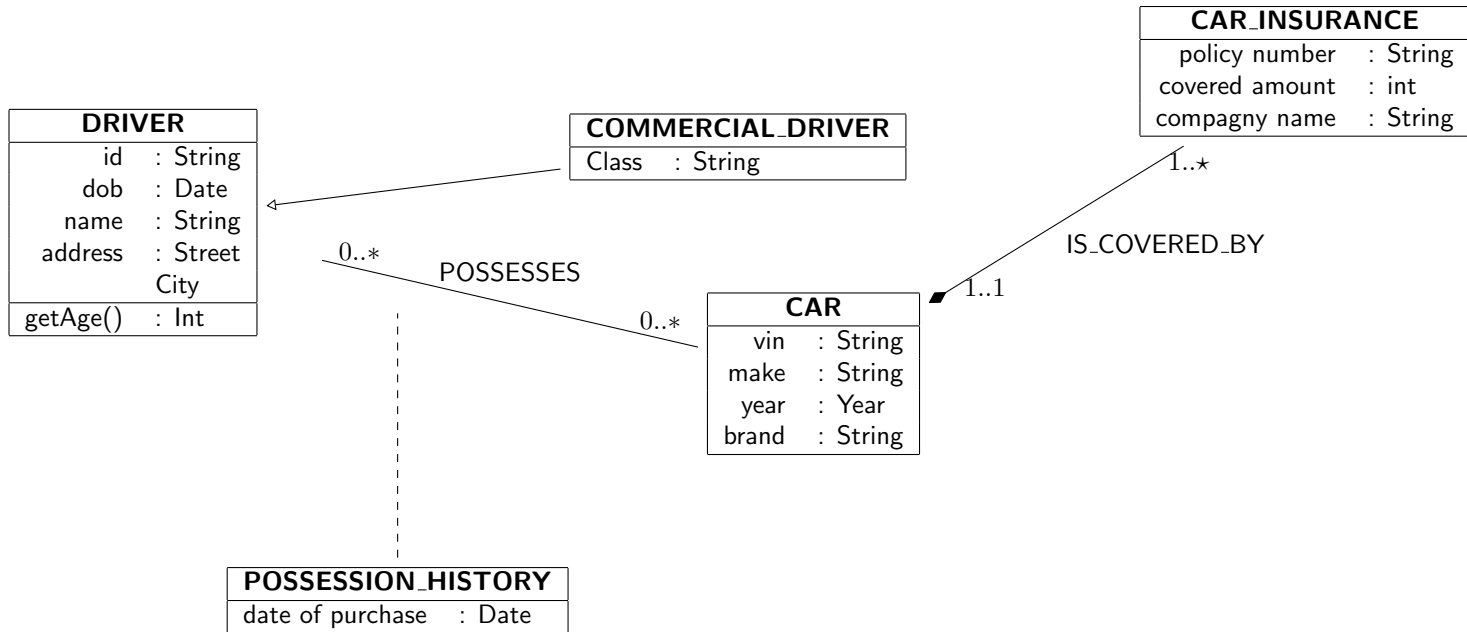 CAR_INSURANCE
policy number : String
covered amount : int
compagny name : String
DRIVER
id : String
dob : Date
name : String
address : Street
City
getAge() : Int
COMMERCIAL_DRIVER
Class : String
1..⋆
IS_COVERED_BY
1..1
0..*
POSSESSES
0..*
CAR
vin : String
make : String
year : Year
brand : String
POSSESSION_HISTORY
date of purchase : Date